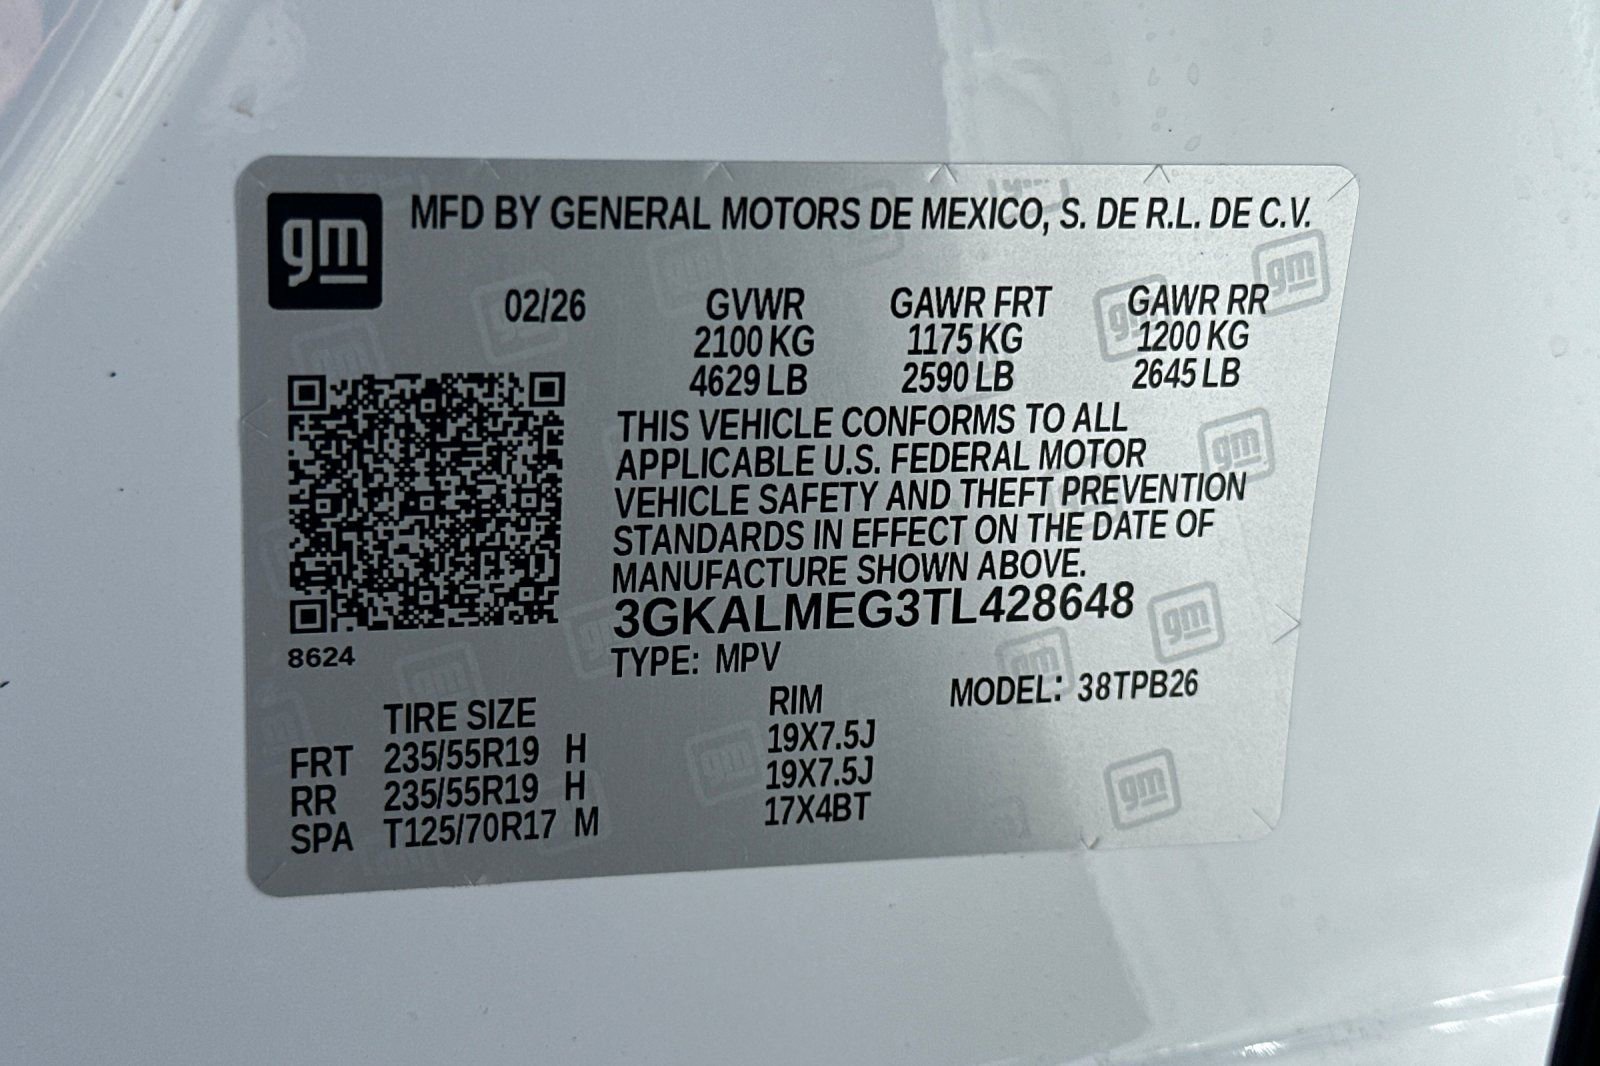 gm
MFD BY GENERAL MOTORS DE MEXICO, S. DE R.L. DE C.V.
02/26 GVWR GAWR FRT GAWR RR
2100 KG 1175 KG 1200 KG
4629 LB 2590 LB 2645 LB
THIS VEHICLE CONFORMS TO ALL
APPLICABLE U.S. FEDERAL MOTOR
VEHICLE SAFETY AND THEFT PREVENTION
STANDARDS IN EFFECT ON THE DATE OF
MANUFACTURE SHOWN ABOVE.
3GKALMEG3TL428648
8624
TYPE: MPV
MODEL: 38TPB26
TIRE SIZE RIM
FRT 235/55R19 H 19X7.5J
RR 235/55R19 H 19X7.5J
SPA T125/70R17 M 17X4BT